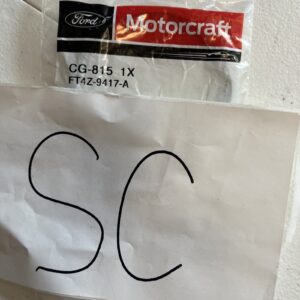 Ford
Motorcraft
CG-815 1X
FT4Z-9417-A
SC